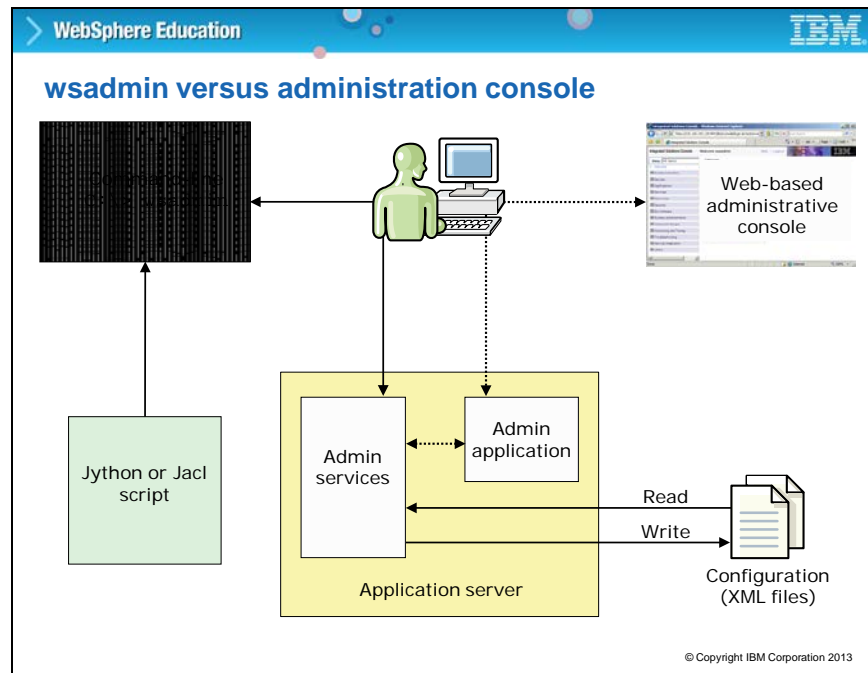 WebSphere Education
IBM
wsadmin versus administration console
Web-based
administrative
console
Jython or Jacl
script
Admin
services
Admin
application
Read
Write
Application server
Configuration
(XML files)
© Copyright IBM Corporation 2013